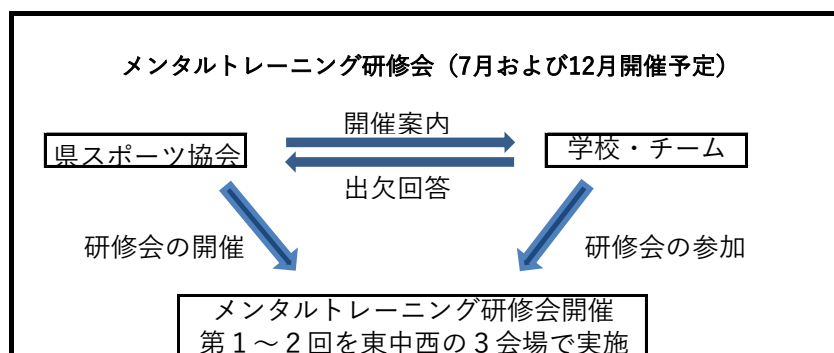 メンタルトレーニング研修会（7月および12月開催予定）
開催案内
県スポーツ協会
学校・チーム
出欠回答
研修会の開催
研修会の参加
メンタルトレーニング研修会開催
第１～２回を東中西の３会場で実施